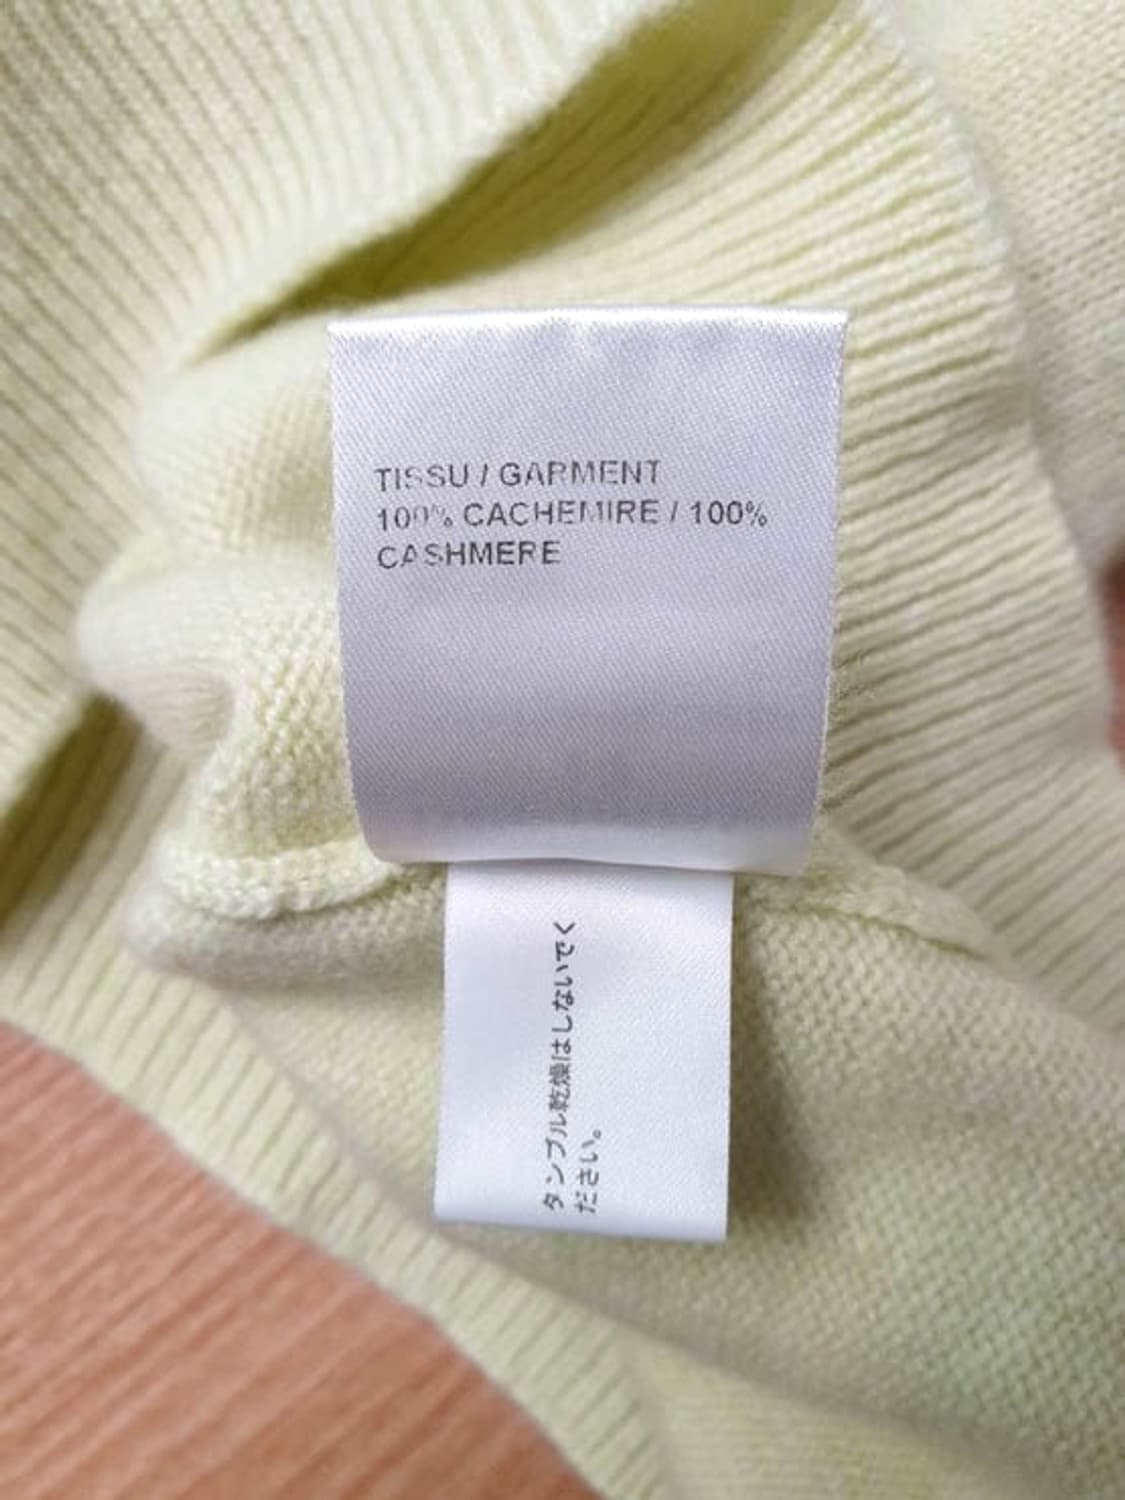 TISSU / GARMENT
100% CACHEMIRE / 100%
CASHMERE
タンブル乾燥はしないでく
ださい。